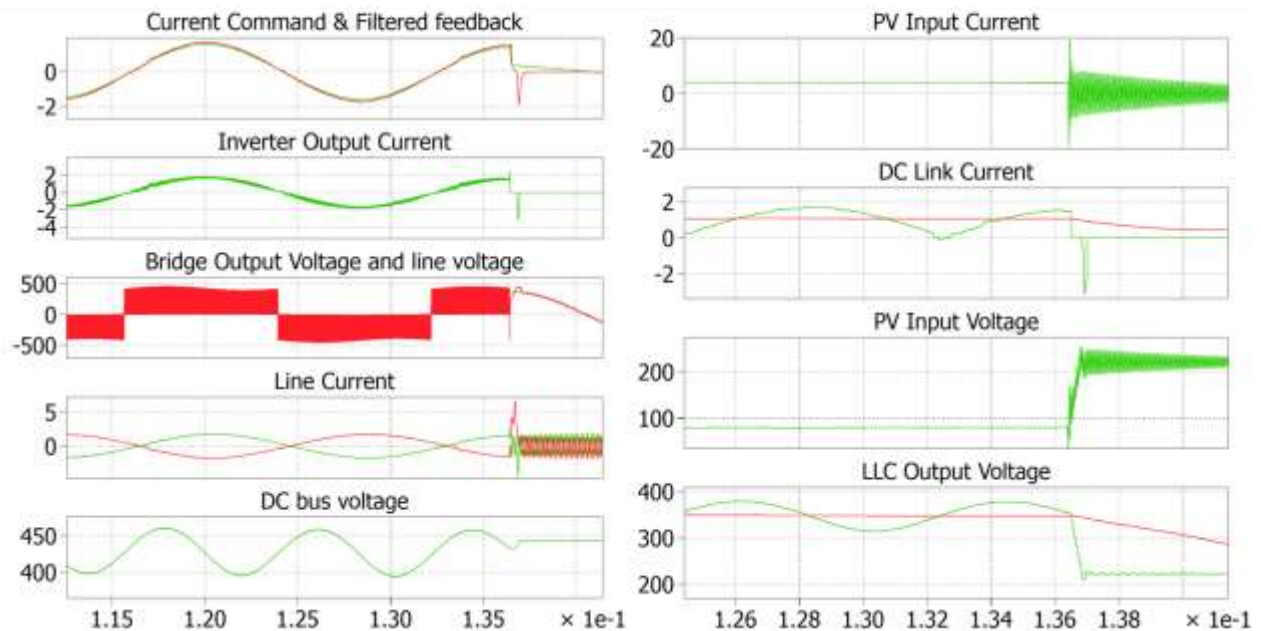 Current Command & Filtered feedback
0
-2
Inverter Output Current
2
0
-2
-4
Bridge Output Voltage and line voltage
500
0
-500
Line Current
5
0
DC bus voltage
450
400
1.15 1.20 1.25 1.30 1.35 × 1e-1
PV Input Current
20
0
-20
DC Link Current
2
0
-2
PV Input Voltage
200
100
LLC Output Voltage
400
300
200
1.26 1.28 1.30 1.32 1.34 1.36 1.38 × 1e-1